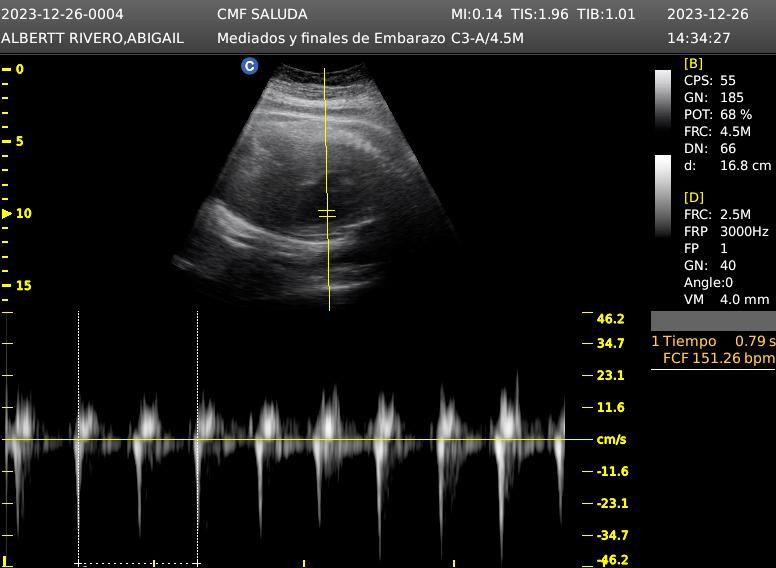 2023-12-26-0004 CMF SALUDA MI:0.14 TIS:1.96 TIB:1.01 2023-12-26
ALBERTT RIVERO,ABIGAIL Mediados y finales de Embarazo C3-A/4.5M 14:34:27
C
0
5
10
15
[B]
CPS: 55
GN: 185
POT: 68 %
FRC: 4.5M
DN: 66
d: 16.8 cm
[D]
FRC: 2.5M
FRP 3000Hz
FP 1
GN: 40
Angle:0
VM 4.0 mm
1 Tiempo 0.79 s
FCF 151.26 bpm
46.2
34.7
23.1
11.6
cm/s
-11.6
-23.1
-34.7
-46.2